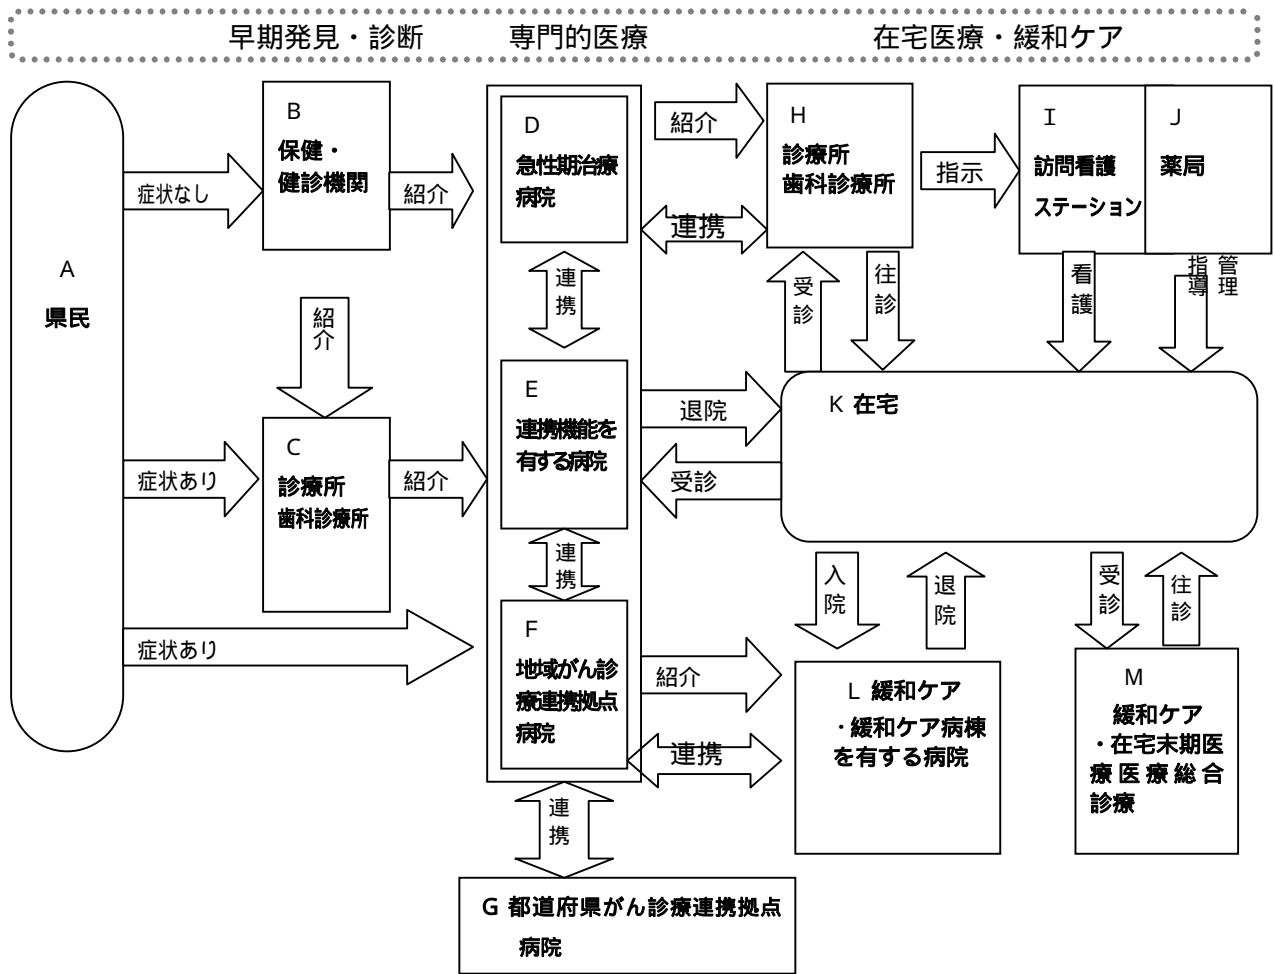 早期発見・診断 専門的医療 在宅医療・緩和ケア
A
県民
症状なし
症状あり
症状あり
B
保健・
健診機関
紹介
紹介
C
診療所
歯科診療所
紹介
D
急性期治療
病院
連携
E
連携機能を
有する病院
連携
F
地域がん診
療連携拠点
病院
連携
G 都道府県がん診療連携拠点
病院
紹介
連携
退院
受診
紹介
連携
H
診療所
歯科診療所
指示
受診
往診
I
訪問看護
ステーション
看護
J
薬局
管理
指導
K 在宅
入院
退院
受診
往診
L 緩和ケア
・緩和ケア病棟
を有する病院
M
緩和ケア
・在宅末期医
療医療総合
診療